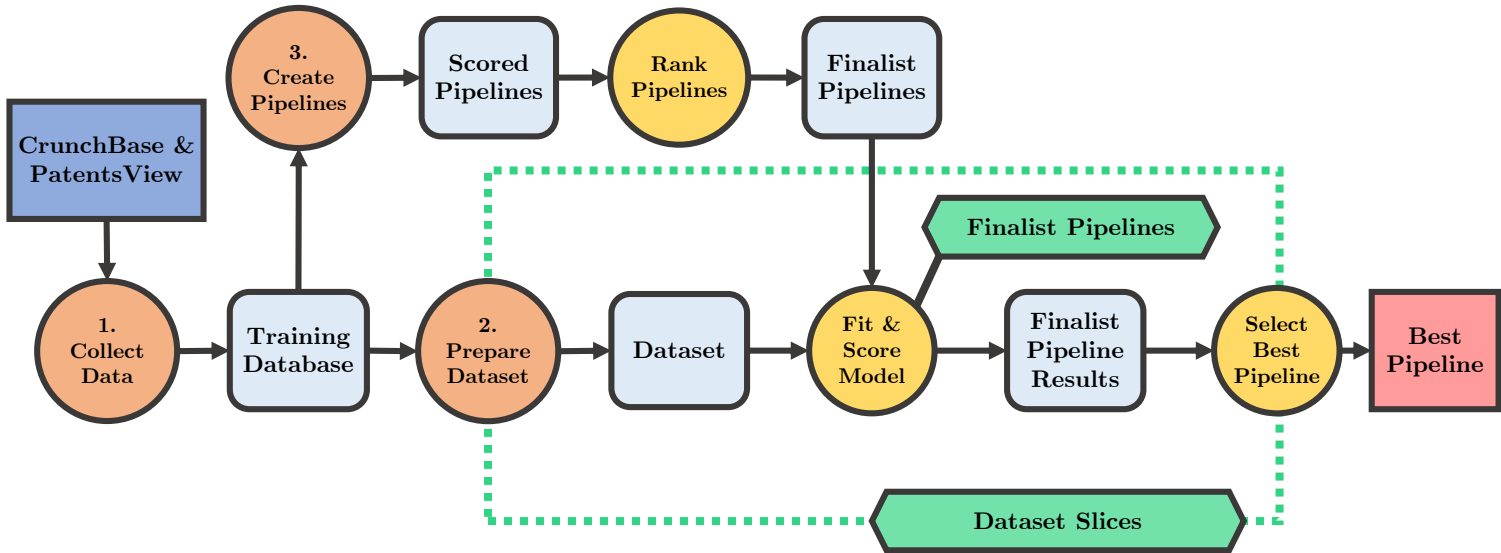 3.
Create
Pipelines
Scored
Pipelines
Rank
Pipelines
Finalist
Pipelines
CrunchBase &
PatentsView
Finalist Pipelines
1.
Collect
Data
Training
Database
2.
Prepare
Dataset
Dataset
Fit &
Score
Model
Finalist
Pipeline
Results
Select
Best
Pipeline
Best
Pipeline
Dataset Slices